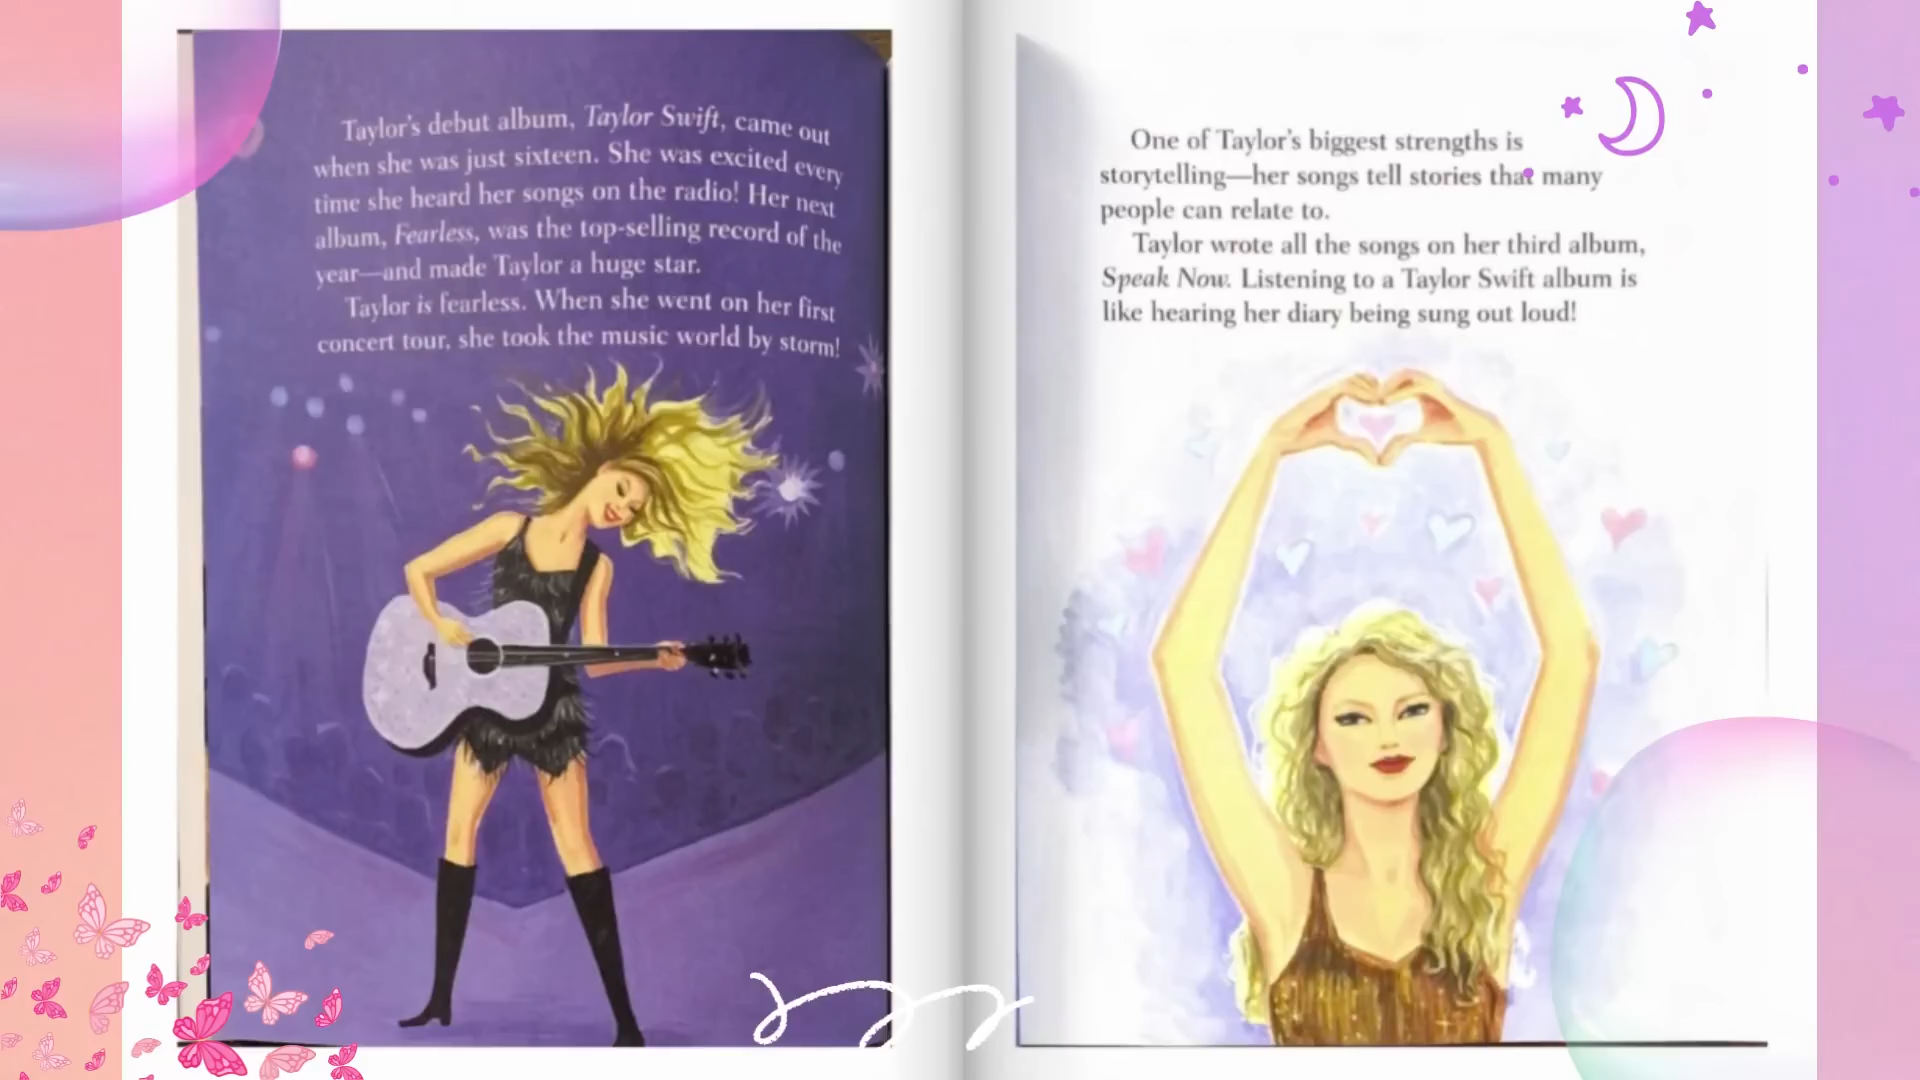 Taylor's debut album, Taylor Swift, came out
when she was just sixteen. She was excited every
time she heard her songs on the radio! Her next
album, Fearless, was the top-selling record of the
year—and made Taylor a huge star.
Taylor is fearless. When she went on her first
concert tour, she took the music world by storm!
One of Taylor's biggest strengths is
storytelling—her songs tell stories that many
people can relate to.
Taylor wrote all the songs on her third album,
Speak Now. Listening to a Taylor Swift album is
like hearing her diary being sung out loud!